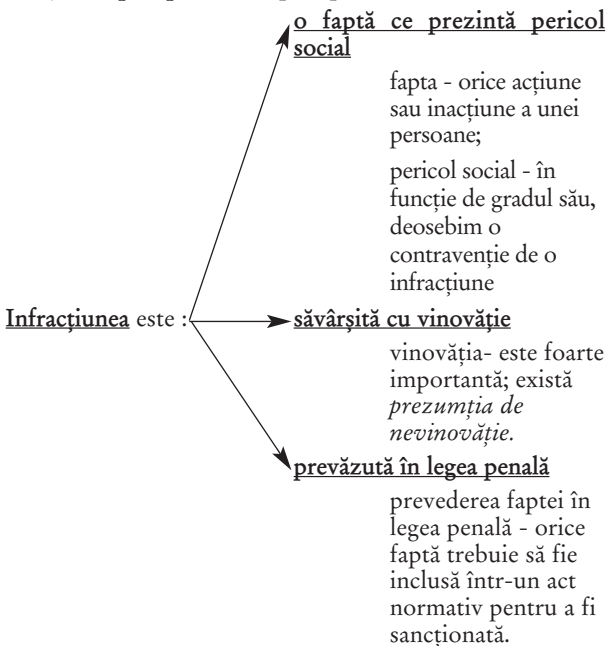 o faptă ce prezintă pericol
social
fapta - orice acțiune
sau inacțiune a unei
persoane;
pericol social - în
funcție de gradul său,
deosebim o
contravenție de o
infracțiune
Infracțiunea este :
săvârșită cu vinovăție
vinovăția- este foarte
importantă; există
prezumția de
nevinovăție.
prevăzută în legea penală
prevederea faptei în
legea penală - orice
faptă trebuie să fie
inclusă într-un act
normativ pentru a fi
sancționată.